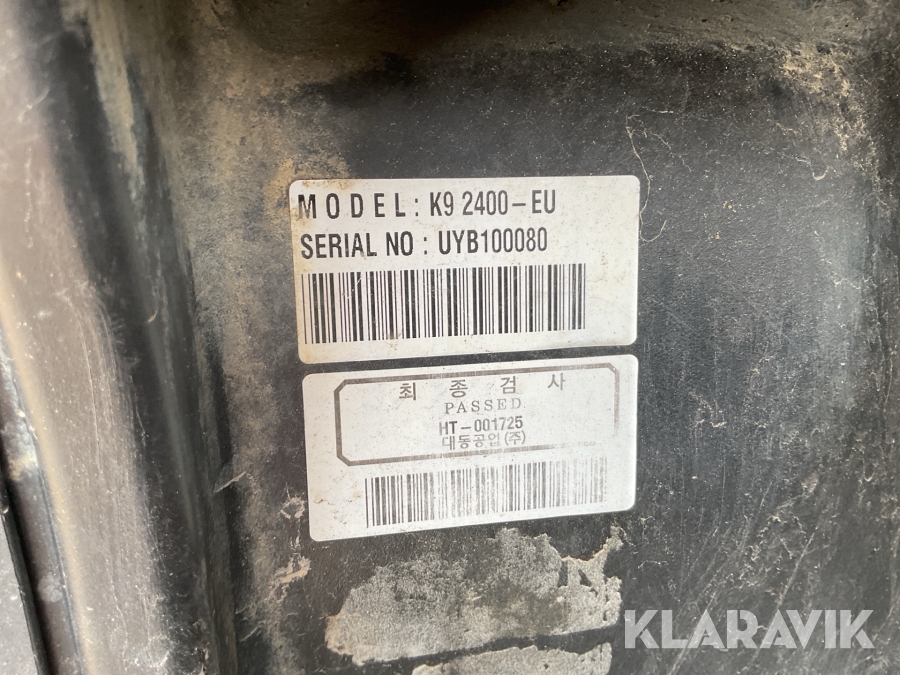 MODEL: K9 2400-EU
SERIAL NO : UYB100080
최종검사
PASSED
HT-001725
대동공업(주)
KLARAVIK